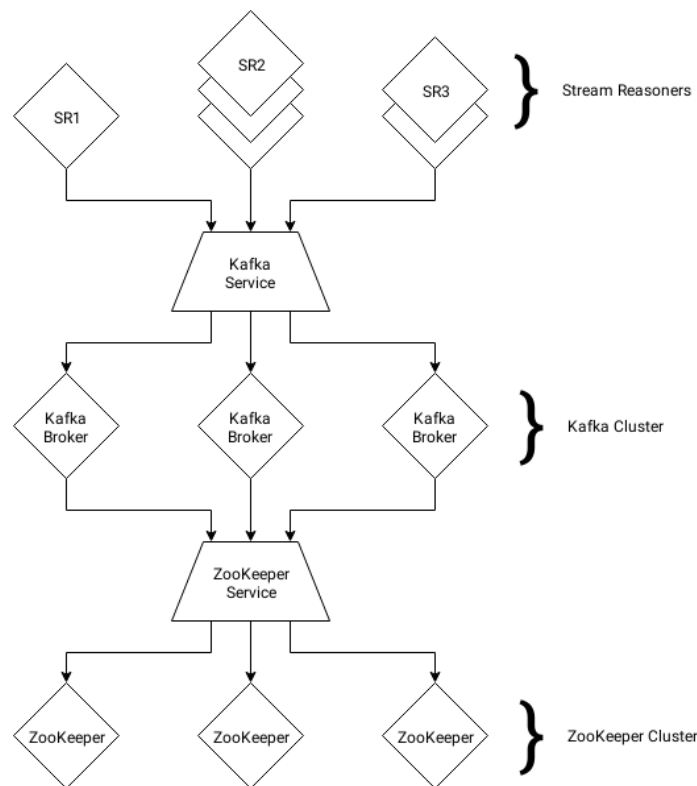 SR1
SR2
SR3
Stream Reasoners
Kafka
Service
Kafka
Broker
Kafka
Broker
Kafka
Broker
Kafka Cluster
ZooKeeper
Service
ZooKeeper
ZooKeeper
ZooKeeper
ZooKeeper Cluster